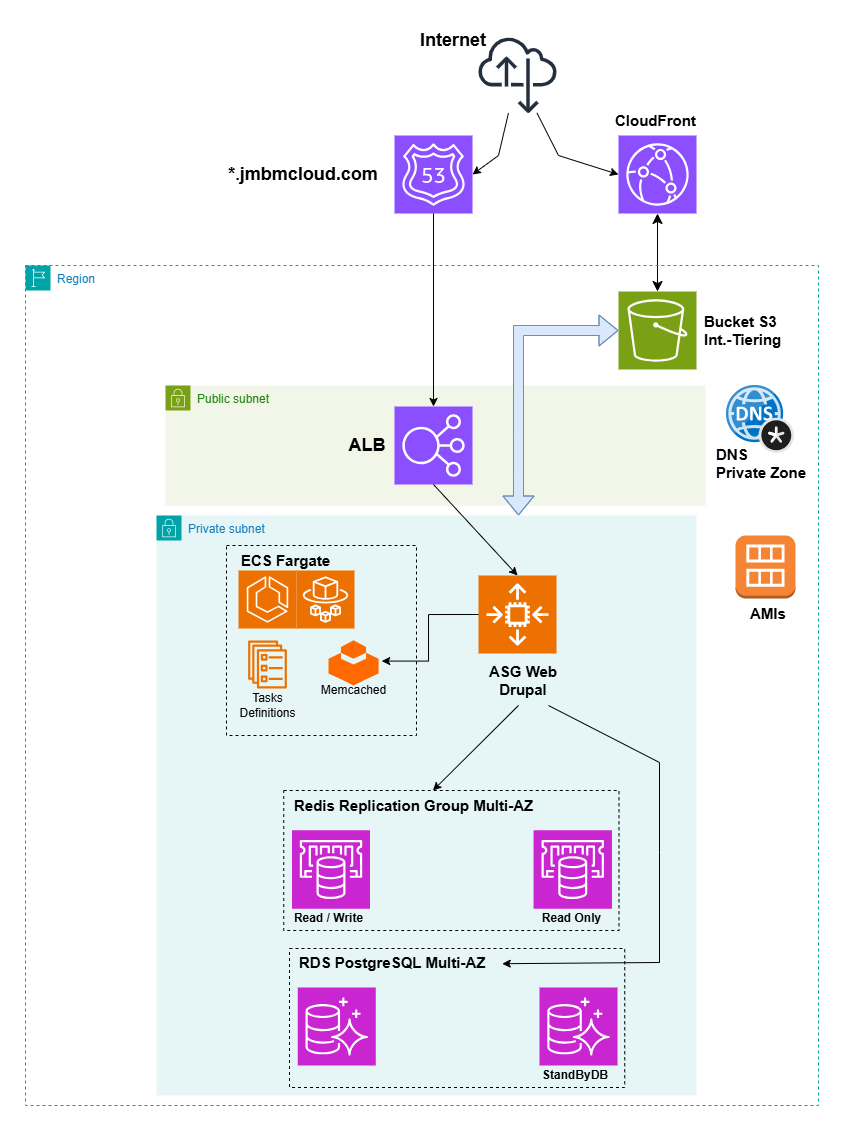 Internet
CloudFront
*.jmbmcloud.com
53
Region
Bucket S3
Int.-Tiering
Public subnet
ALB
DNS
DNS
Private Zone
Private subnet
ECS Fargate
Tasks
Definitions
Memcached
ASG Web
Drupal
AMIs
Redis Replication Group Multi-AZ
Read / Write
Read Only
RDS PostgreSQL Multi-AZ
StandByDB